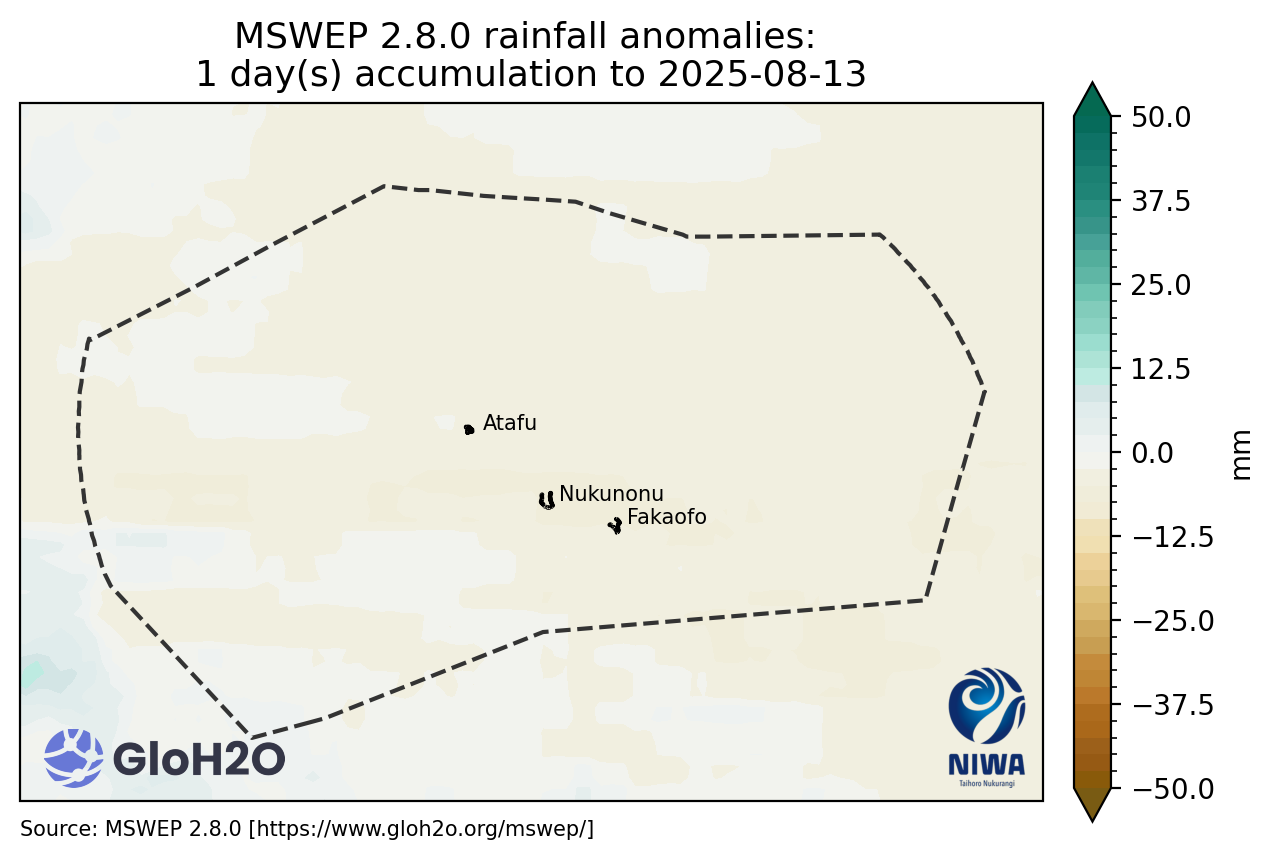 MSWEP 2.8.0 rainfall anomalies:
1 day(s) accumulation to 2025-08-13
50.0
37.5
25.0
12.5
0.0
−12.5
−25.0
−37.5
−50.0
mm
Atafu
Nukunonu
Fakaofo
GloH2O
NIWA
Taihoro Nukurangi
Source: MSWEP 2.8.0 [https://www.gloh2o.org/mswep/]